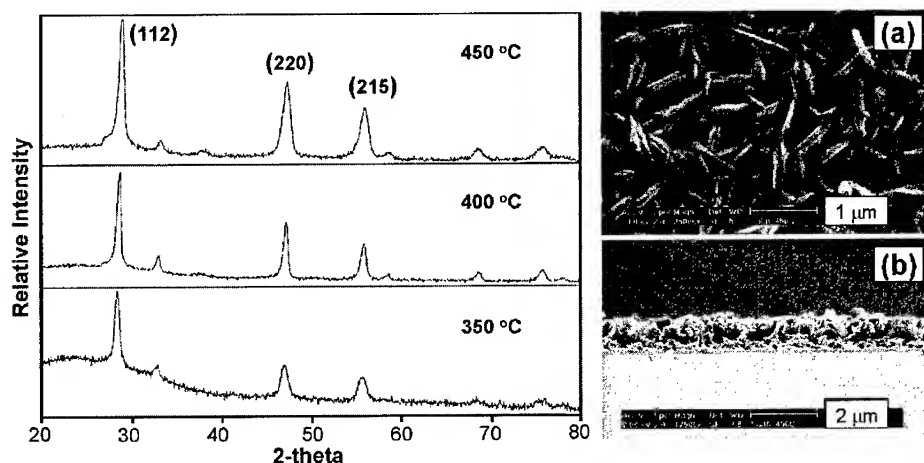 (112)
450 °C
(220)
(215)
400 °C
350 °C
Relative Intensity
20 30 40 50 60 70 80
2-theta
(a)
1 µm
(b)
2 µm